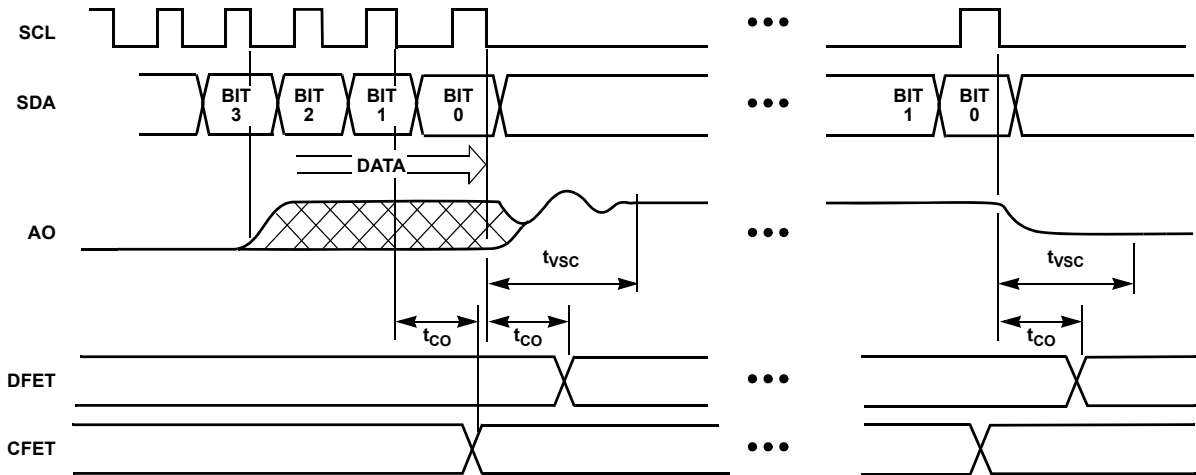 SCL
•••
SDA
BIT 3
BIT 2
BIT 1
BIT 0
•••
BIT 1
BIT 0
DATA
AO
•••
tVSC
tVSC
tCO
tCO
tCO
DFET
•••
CFET
•••